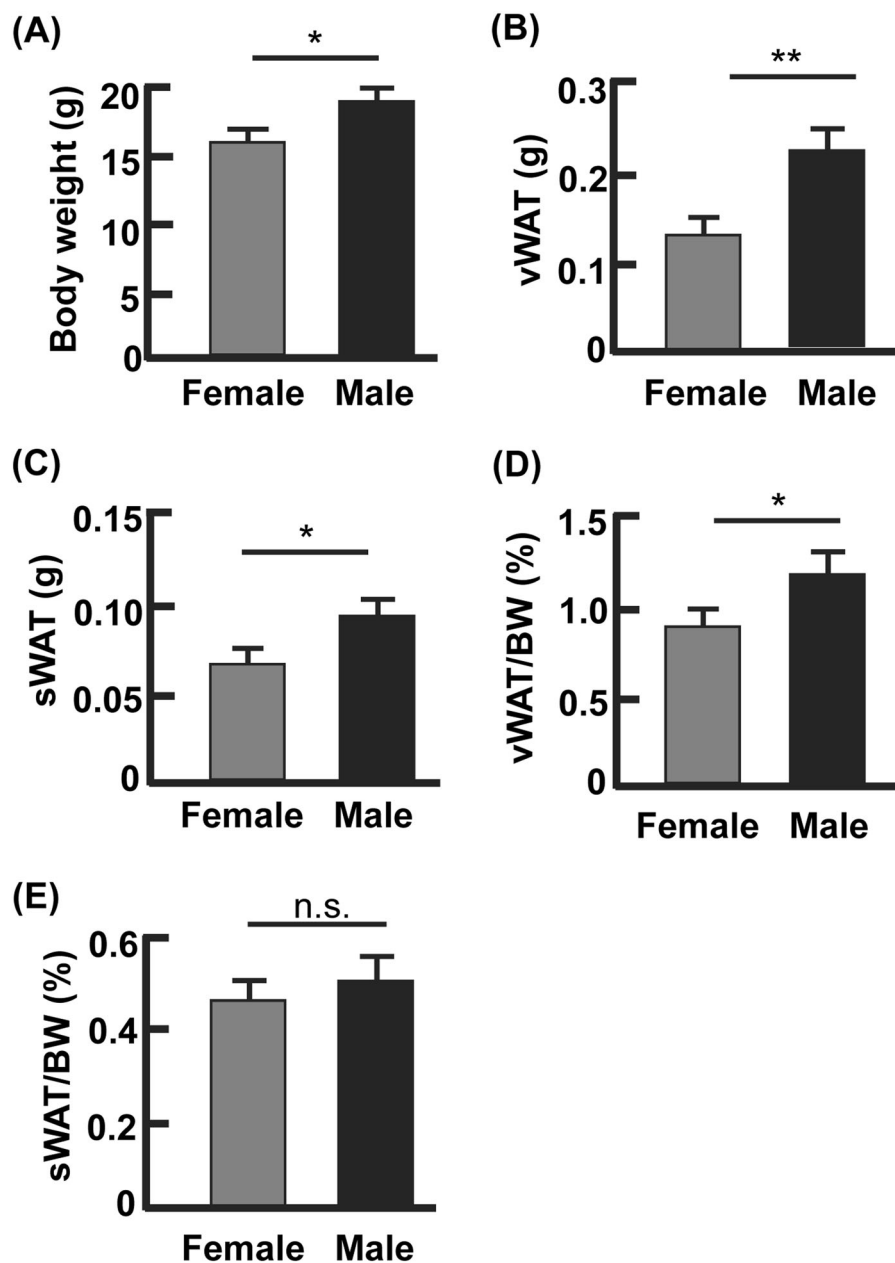 (A)
*
Body weight (g)
20
15
10
5
0
Female Male
(B)
**
vWAT (g)
0.3
0.2
0.1
0
Female Male
(C)
*
sWAT (g)
0.15
0.10
0.05
0
Female Male
(D)
*
vWAT/BW (%)
1.5
1.0
0.5
0
Female Male
(E)
n.s.
sWAT/BW (%)
0.6
0.4
0.2
0
Female Male